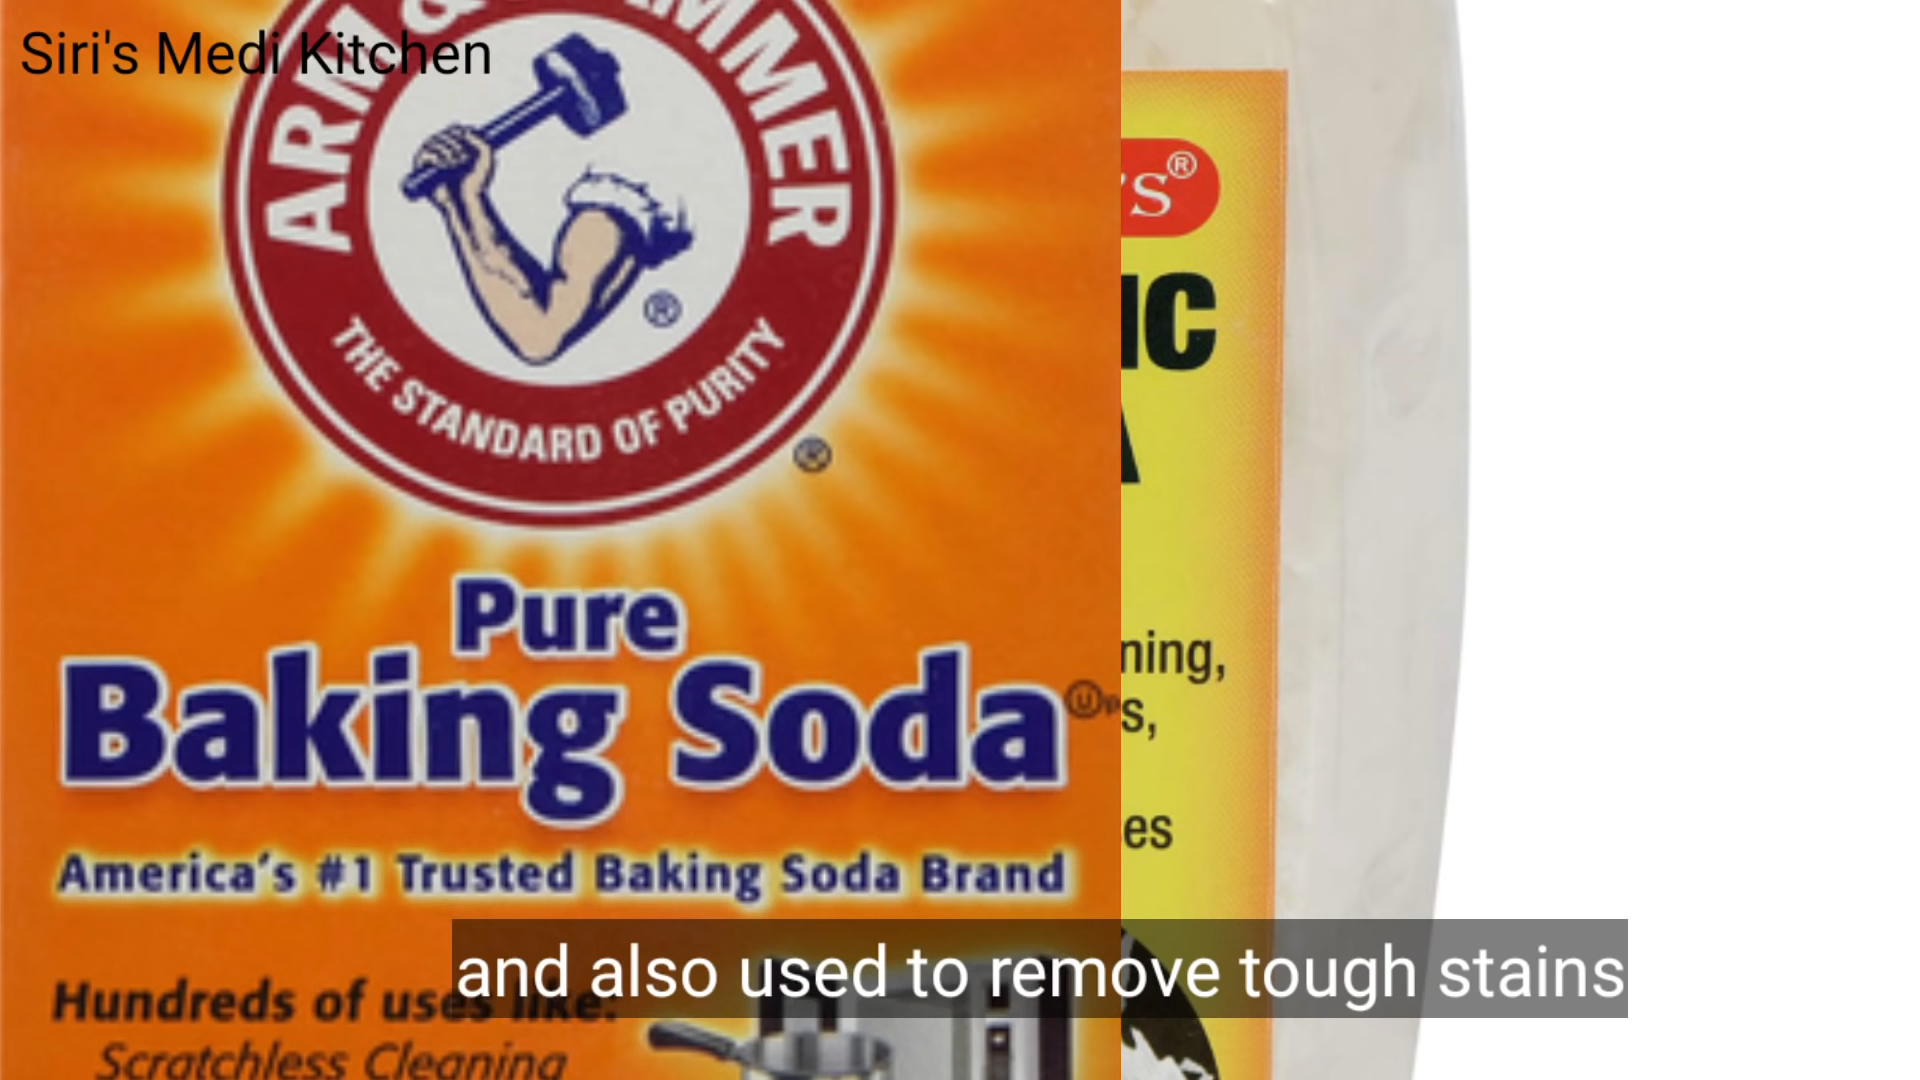 Siri's Medi Kitchen
ARM &
THE STANDARD OF PURITY
®
®
Pure
Baking Soda
America's #1 Trusted Baking Soda Brand
Hundreds of uses like:
Scratchless Cleaning
's®
IC
A
ning,
s,
es
and also used to remove tough stains